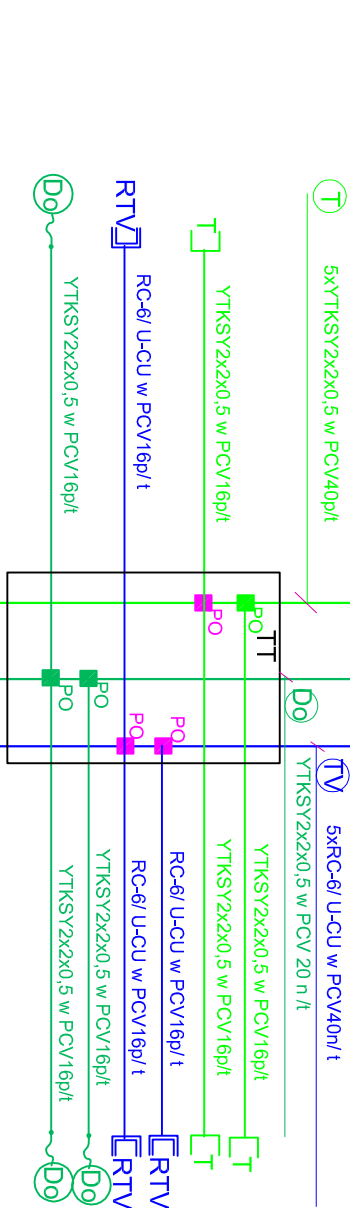 T
5xYTKSY2x2x0,5 w PCV40p/t
T
YTKSY2x2x0,5 w PCV16p/t
RTV
RC-6/ U-CU w PCV16p/ t
Do
YTKSY2x2x0,5 w PCV16p/t
PO
PO
TT
PO
PO
PO
PO
Do
YTKSY2x2x0,5 w PCV 20 n /t
TV
5xRC-6/ U-CU w PCV40n/ t
YTKSY2x2x0,5 w PCV16p/t
T
YTKSY2x2x0,5 w PCV16p/t
T
RC-6/ U-CU w PCV16p/ t
RTV
RC-6/ U-CU w PCV16p/ t
RTV
YTKSY2x2x0,5 w PCV16p/t
Do
YTKSY2x2x0,5 w PCV16p/t
Do